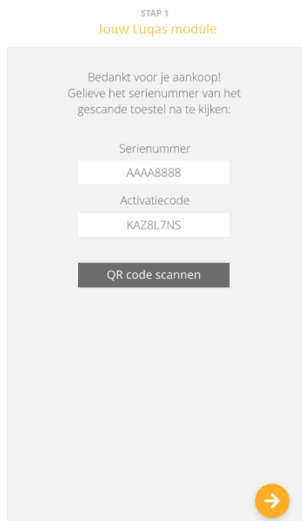 STAP 1
Jouw Luqas module
Bedankt voor je aankoop!
Gelieve het serienummer van het
gescande toestel na te kijken:
Serienummer
AAAA8888
Activatiecode
KAZ8L7NS
QR code scannen